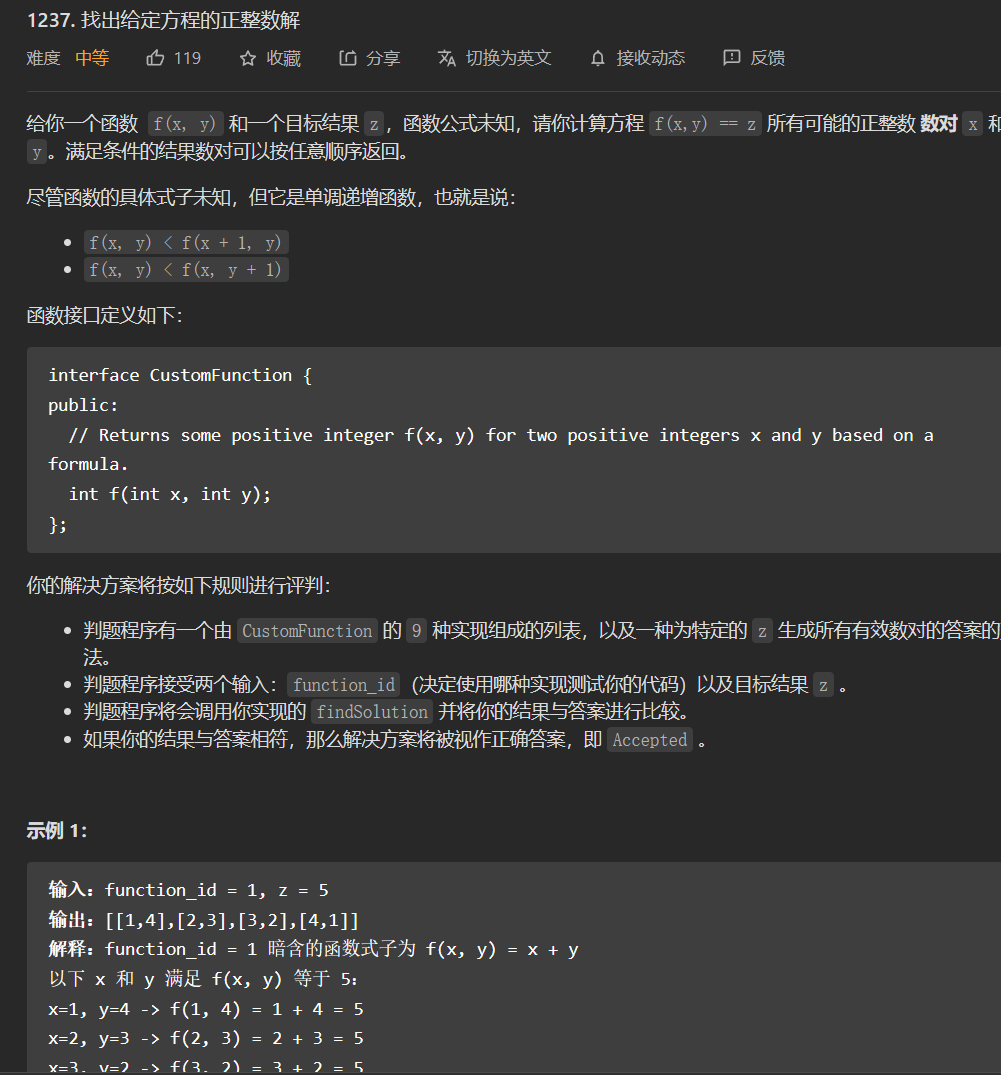 1237. 找出给定方程的正整数解
难度 中等 119 收藏 分享 切换为英文 接收动态 反馈
给你一个函数 f(x, y) 和一个目标结果 z，函数公式未知，请你计算方程 f(x,y) == z 所有可能的正整数 数对 x 和
y。满足条件的结果数对可以按任意顺序返回。
尽管函数的具体式子未知，但它是单调递增函数，也就是说：
f(x, y) < f(x + 1, y)
f(x, y) < f(x, y + 1)
函数接口定义如下：
interface CustomFunction {
public:
// Returns some positive integer f(x, y) for two positive integers x and y based on a
formula.
int f(int x, int y);
};
你的解决方案将按如下规则进行评判：
判题程序有一个由 CustomFunction 的 9 种实现组成的列表，以及一种为特定的 z 生成所有有效数对的答案的
法。
判题程序接受两个输入：function_id（决定使用哪种实现测试你的代码）以及目标结果 z 。
判题程序将会调用你实现的 findSolution 并将你的结果与答案进行比较。
如果你的结果与答案相符，那么解决方案将被视作正确答案，即 Accepted 。
示例 1：
输入：function_id = 1, z = 5
输出：[[1,4],[2,3],[3,2],[4,1]]
解释：function_id = 1 暗含的函数式子为 f(x, y) = x + y
以下 x 和 y 满足 f(x, y) 等于 5：
x=1, y=4 -> f(1, 4) = 1 + 4 = 5
x=2, y=3 -> f(2, 3) = 2 + 3 = 5
x=3, y=2 -> f(3, 2) = 3 + 2 = 5